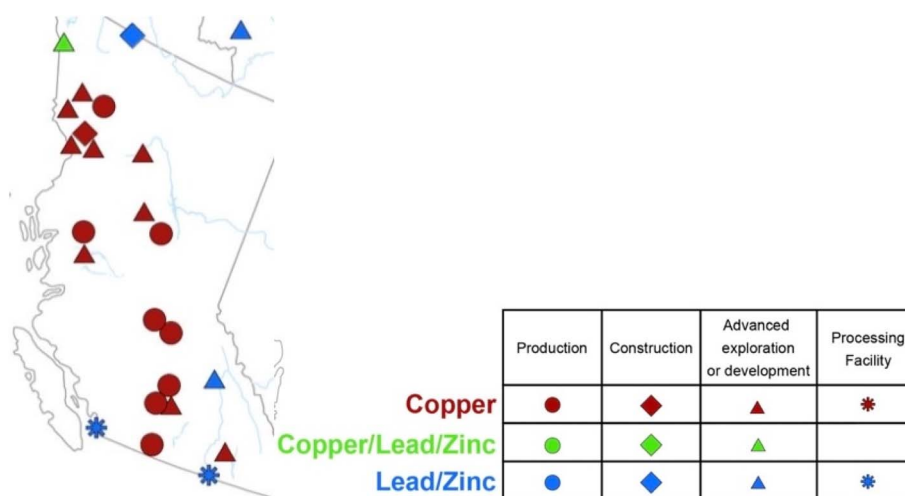 Production Construction Advanced exploration or development Processing Facility
Copper
Copper/Lead/Zinc
Lead/Zinc